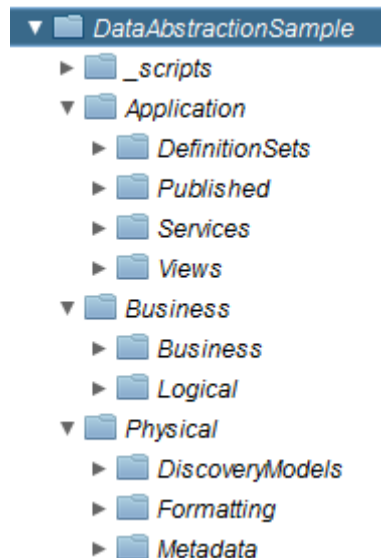 DataAbstractionSample
_scripts
Application
DefinitionSets
Published
Services
Views
Business
Business
Logical
Physical
DiscoveryModels
Formatting
Metadata